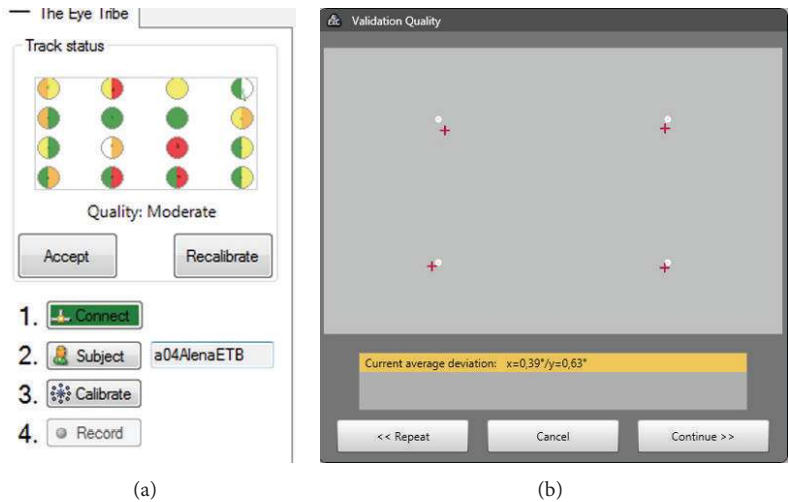 The Eye Tribe
Track status
Quality: Moderate
Accept
Recalibrate
1. Connect
2. Subject a04AlenaETB
3. Calibrate
4. Record
(a)
Validation Quality
Current average deviation: x=0,39°/y=0,63°
<< Repeat
Cancel
Continue >>
(b)